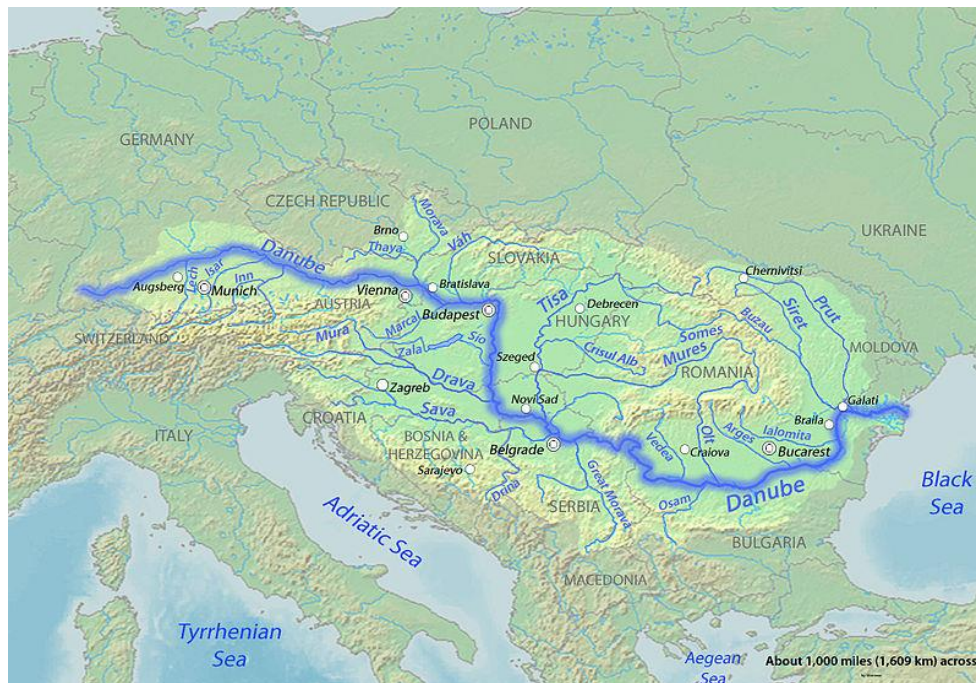 POLAND
GERMANY
CZECH REPUBLIC
Morava
UKRAINE
Brno
Thaya
Váh
SLOVAKIA
Danube
Chernivitsi
Augsberg
Lech
Isar
Inn
Munich
Vienna
Bratislava
AUSTRIA
Budapest
Tisa
Debrecen
HUNGARY
Buzau
Siret
Prut
SWITZERLAND
Mura
Marcal
Zalal
Sio
Szeged
Crisul Alb
Somes
Mures
ROMANIA
MOLDOVA
Drava
Zagreb
Novi Sad
Galati
CROATIA
Sava
Braila
ITALY
BOSNIA &
HERZEGOVINA
Belgrade
Vedea
Craiova
Olt
Arges
Ialomita
Bucarest
Sarajevo
Drina
Great Morava
SERBIA
Osam
Danube
Black
Sea
Adriatic Sea
BULGARIA
MACEDONIA
Tyrrhenian
Sea
Aegean
Sea
About 1,000 miles (1,609 km) across